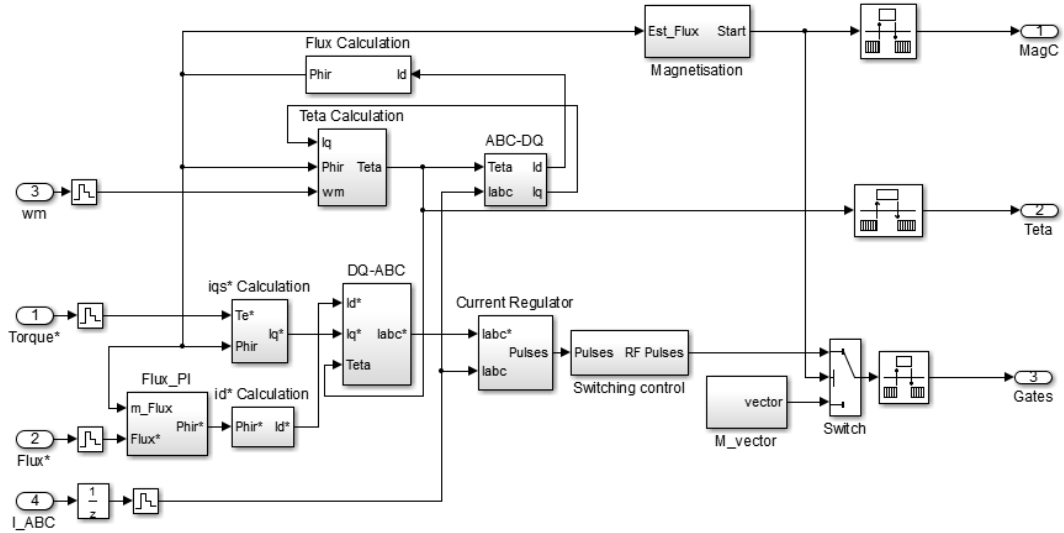 Est_Flux Start
Magnetisation
1
MagC
Flux Calculation
Phir Id
Teta Calculation
Iq
Phir Teta
wm
ABC-DQ
Teta Id
Iabc Iq
3
wm
2
Teta
DQ-ABC
Id*
Iq* Iabc*
Teta
iqs* Calculation
Te*
Iq*
Phir
1
Torque*
Current Regulator
Iabc*
Pulses
Iabc
Pulses RF Pulses
Switching control
Flux_PI
m_Flux
Phir*
Flux*
id* Calculation
Phir* Id*
vector
M_vector
Switch
3
Gates
2
Flux*
4
I_ABC
1
z